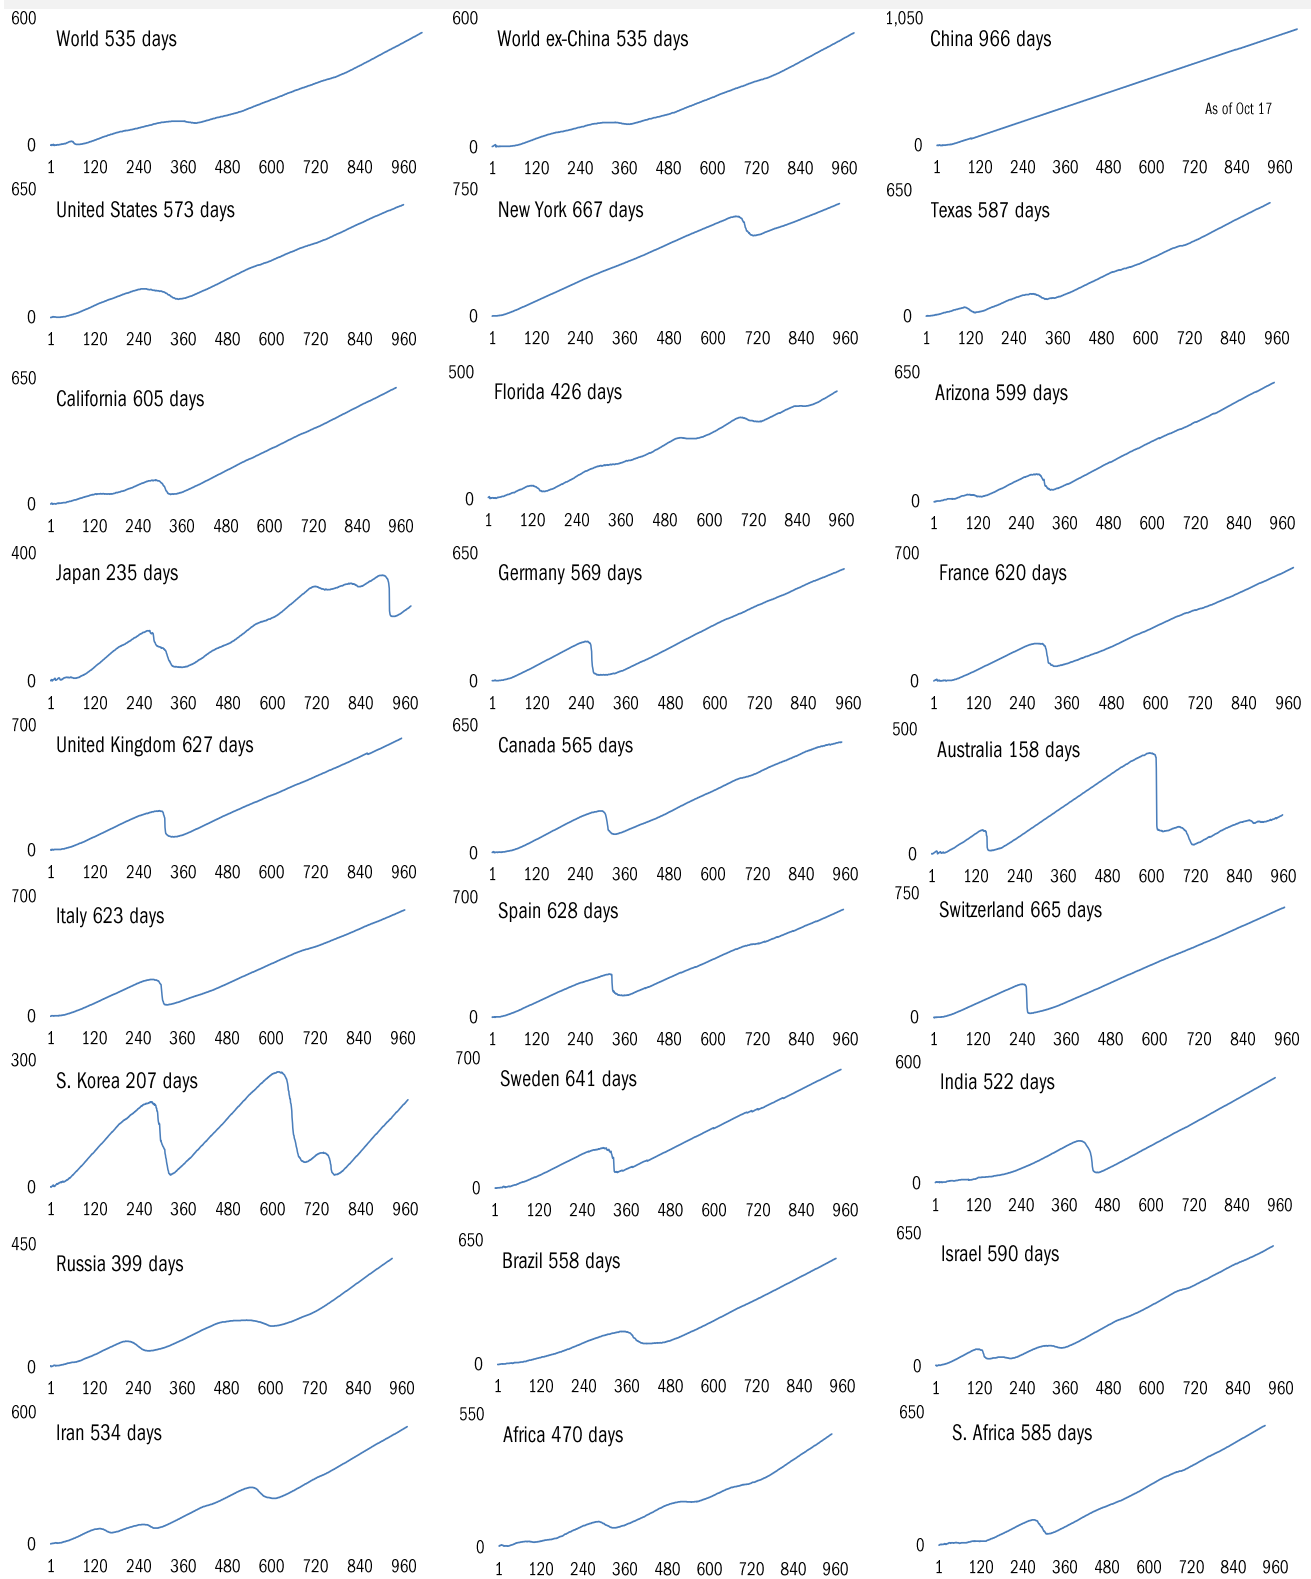 600
World 535 days
0
1 120 240 360 480 600 720 840 960
600
World ex-China 535 days
0
1 120 240 360 480 600 720 840 960
1,050
China 966 days
As of Oct 17
0
1 120 240 360 480 600 720 840 960
650
United States 573 days
0
1 120 240 360 480 600 720 840 960
750
New York 667 days
0
1 120 240 360 480 600 720 840 960
650
Texas 587 days
0
1 120 240 360 480 600 720 840 960
650
California 605 days
0
1 120 240 360 480 600 720 840 960
500
Florida 426 days
0
1 120 240 360 480 600 720 840 960
650
Arizona 599 days
0
1 120 240 360 480 600 720 840 960
400
Japan 235 days
0
1 120 240 360 480 600 720 840 960
650
Germany 569 days
0
1 120 240 360 480 600 720 840 960
700
France 620 days
0
1 120 240 360 480 600 720 840 960
700
United Kingdom 627 days
0
1 120 240 360 480 600 720 840 960
650
Canada 565 days
0
1 120 240 360 480 600 720 840 960
500
Australia 158 days
0
1 120 240 360 480 600 720 840 960
700
Italy 623 days
0
1 120 240 360 480 600 720 840 960
700
Spain 628 days
0
1 120 240 360 480 600 720 840 960
750
Switzerland 665 days
0
1 120 240 360 480 600 720 840 960
300
S. Korea 207 days
0
1 120 240 360 480 600 720 840 960
700
Sweden 641 days
0
1 120 240 360 480 600 720 840 960
600
India 522 days
0
1 120 240 360 480 600 720 840 960
450
Russia 399 days
0
1 120 240 360 480 600 720 840 960
650
Brazil 558 days
0
1 120 240 360 480 600 720 840 960
650
Israel 590 days
0
1 120 240 360 480 600 720 840 960
600
Iran 534 days
0
1 120 240 360 480 600 720 840 960
550
Africa 470 days
0
1 120 240 360 480 600 720 840 960
650
S. Africa 585 days
0
1 120 240 360 480 600 720 840 960